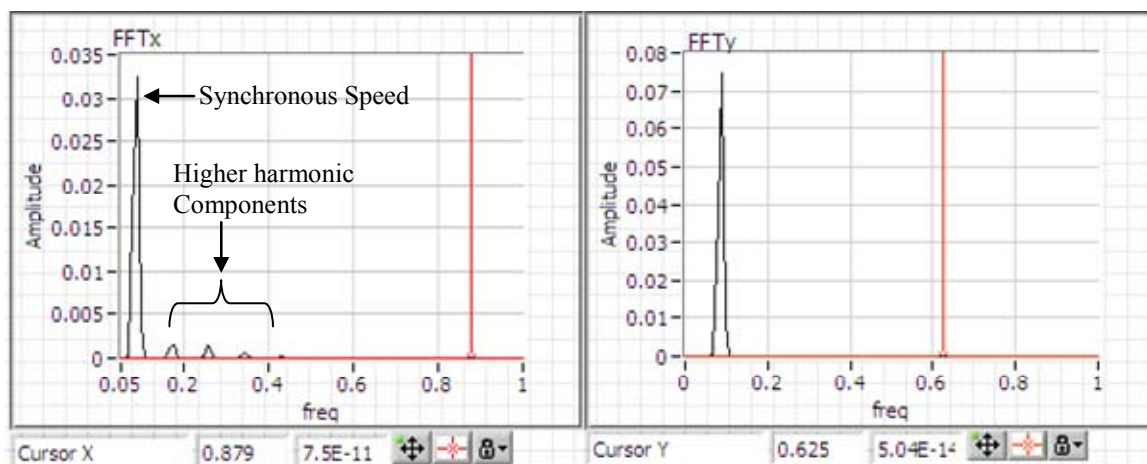 FFTx
0.035
0.03
0.025
0.02
0.015
0.01
0.005
0
Amplitude
Synchronous Speed
Higher harmonic
Components
0.05 0.2 0.4 0.6 0.8 1
freq
Cursor X 0.879 7.5E-11
FFTy
0.08
0.07
0.06
0.05
0.04
0.03
0.02
0.01
0
Amplitude
0 0.2 0.4 0.6 0.8 1
freq
Cursor Y 0.625 5.04E-14